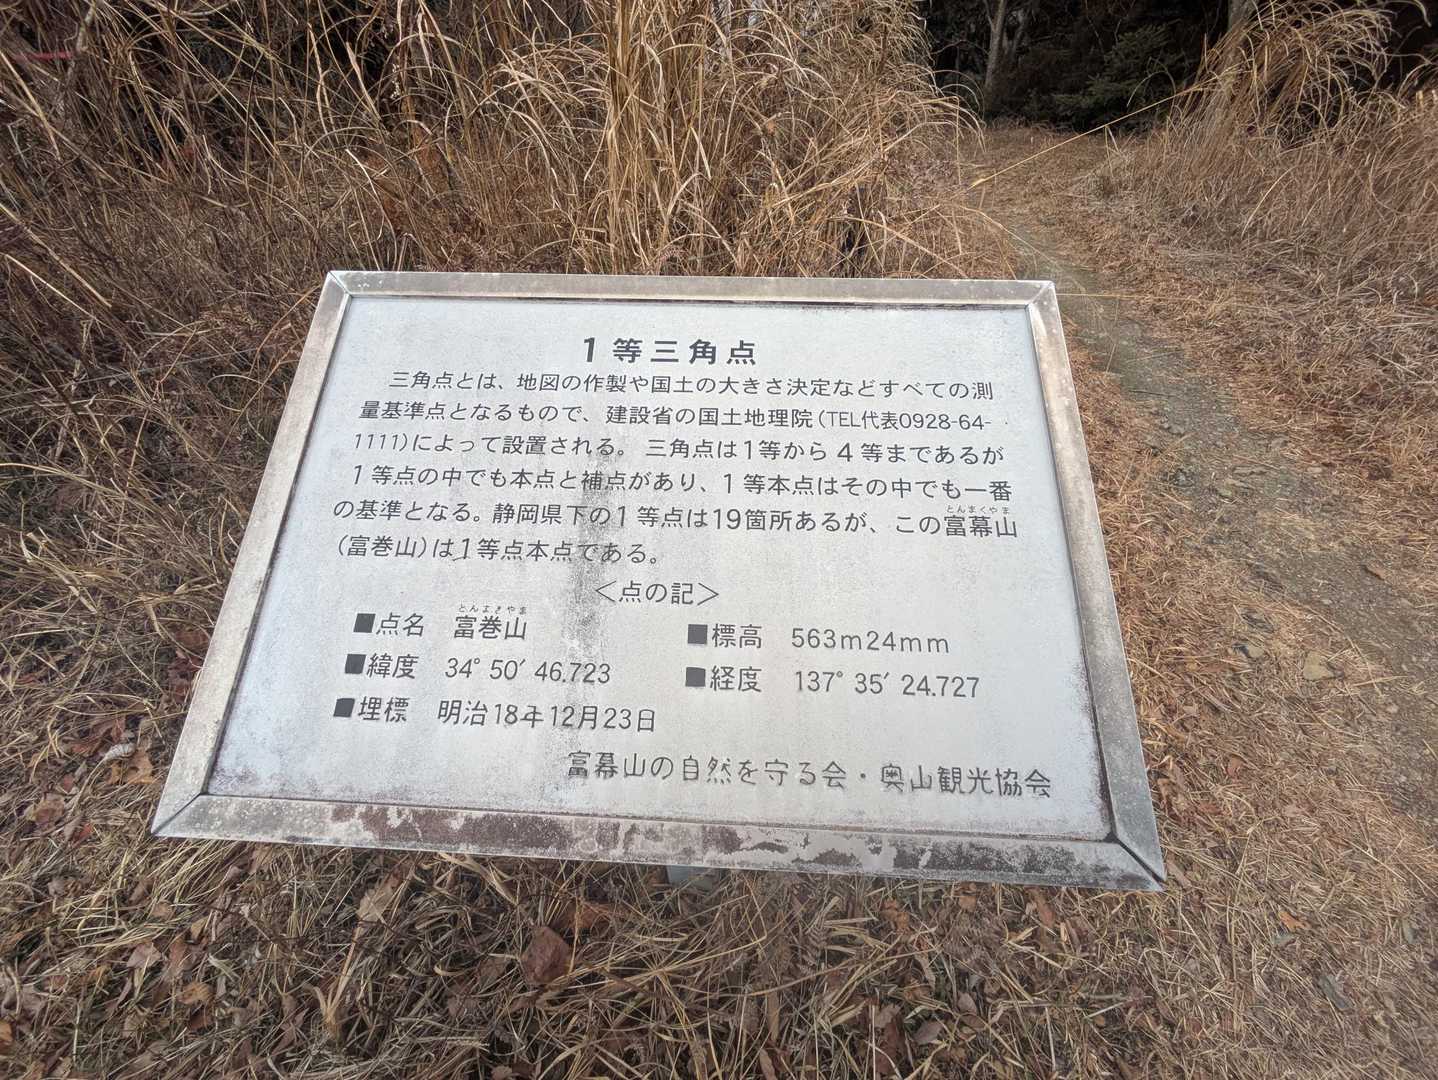 1等三角点
三角点とは、地図の作製や国土の大きさ決定などすべての測
量基準点となるもので、建設省の国土地理院(TEL代表0928-64-
1111)によって設置される。三角点は1等から4等まであるが
1等点の中でも本点と補点があり、1等本点はその中でも一番
の基準となる。静岡県下の1等点は19箇所あるが、この富幕山
とんまくやま
(富巻山)は1等点本点である。
<点の記>
とんまきやま
■点名 富巻山 ■標高 563m24mm
■緯度 34° 50′ 46.723 ■経度 137° 35′ 24.727
■埋標 明治18年12月23日
富幕山の自然を守る会・奥山観光協会